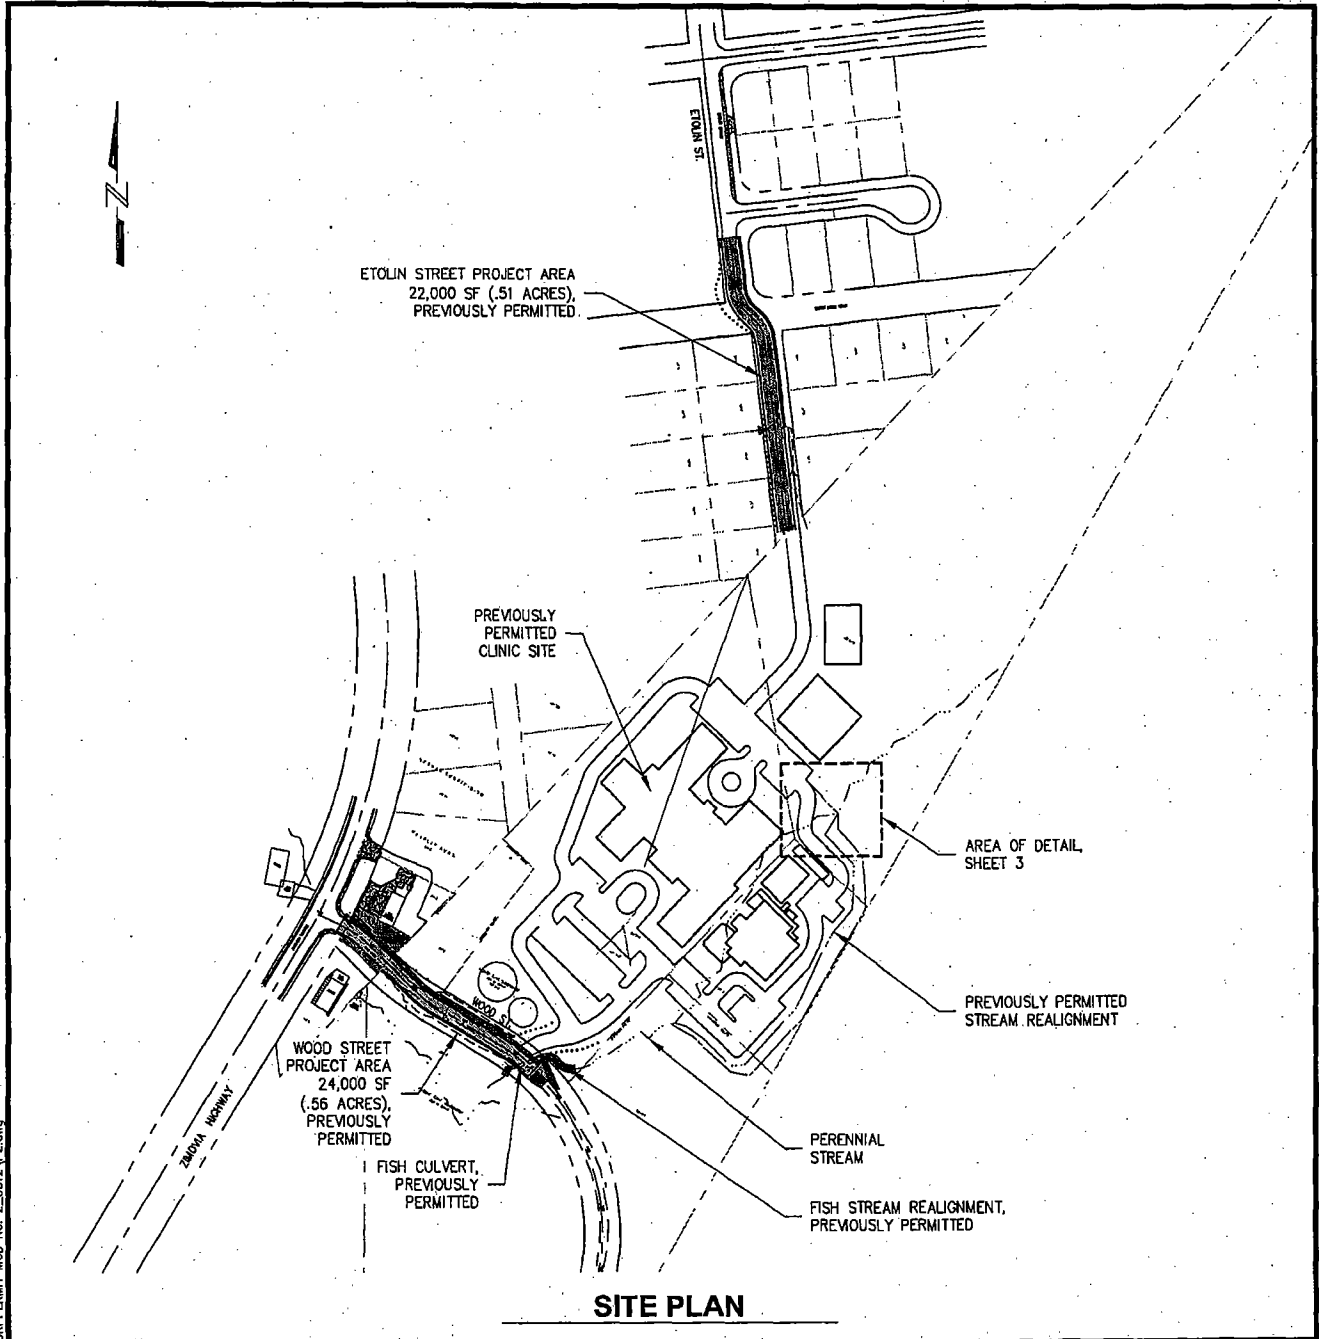 ETOLIN ST.
N
ETOLIN STREET PROJECT AREA
22,000 SF (.51 ACRES),
PREVIOUSLY PERMITTED.
PREVIOUSLY
PERMITTED
CLINIC SITE
AREA OF DETAIL,
SHEET 3
PREVIOUSLY PERMITTED
STREAM REALIGNMENT
WOOD ST.
WOOD STREET
PROJECT AREA
24,000 SF
(.56 ACRES),
PREVIOUSLY
PERMITTED
ZIMOVIA HIGHWAY
FISH CULVERT,
PREVIOUSLY
PERMITTED
PERENNIAL
STREAM
FISH STREAM REALIGNMENT,
PREVIOUSLY PERMITTED
SITE PLAN